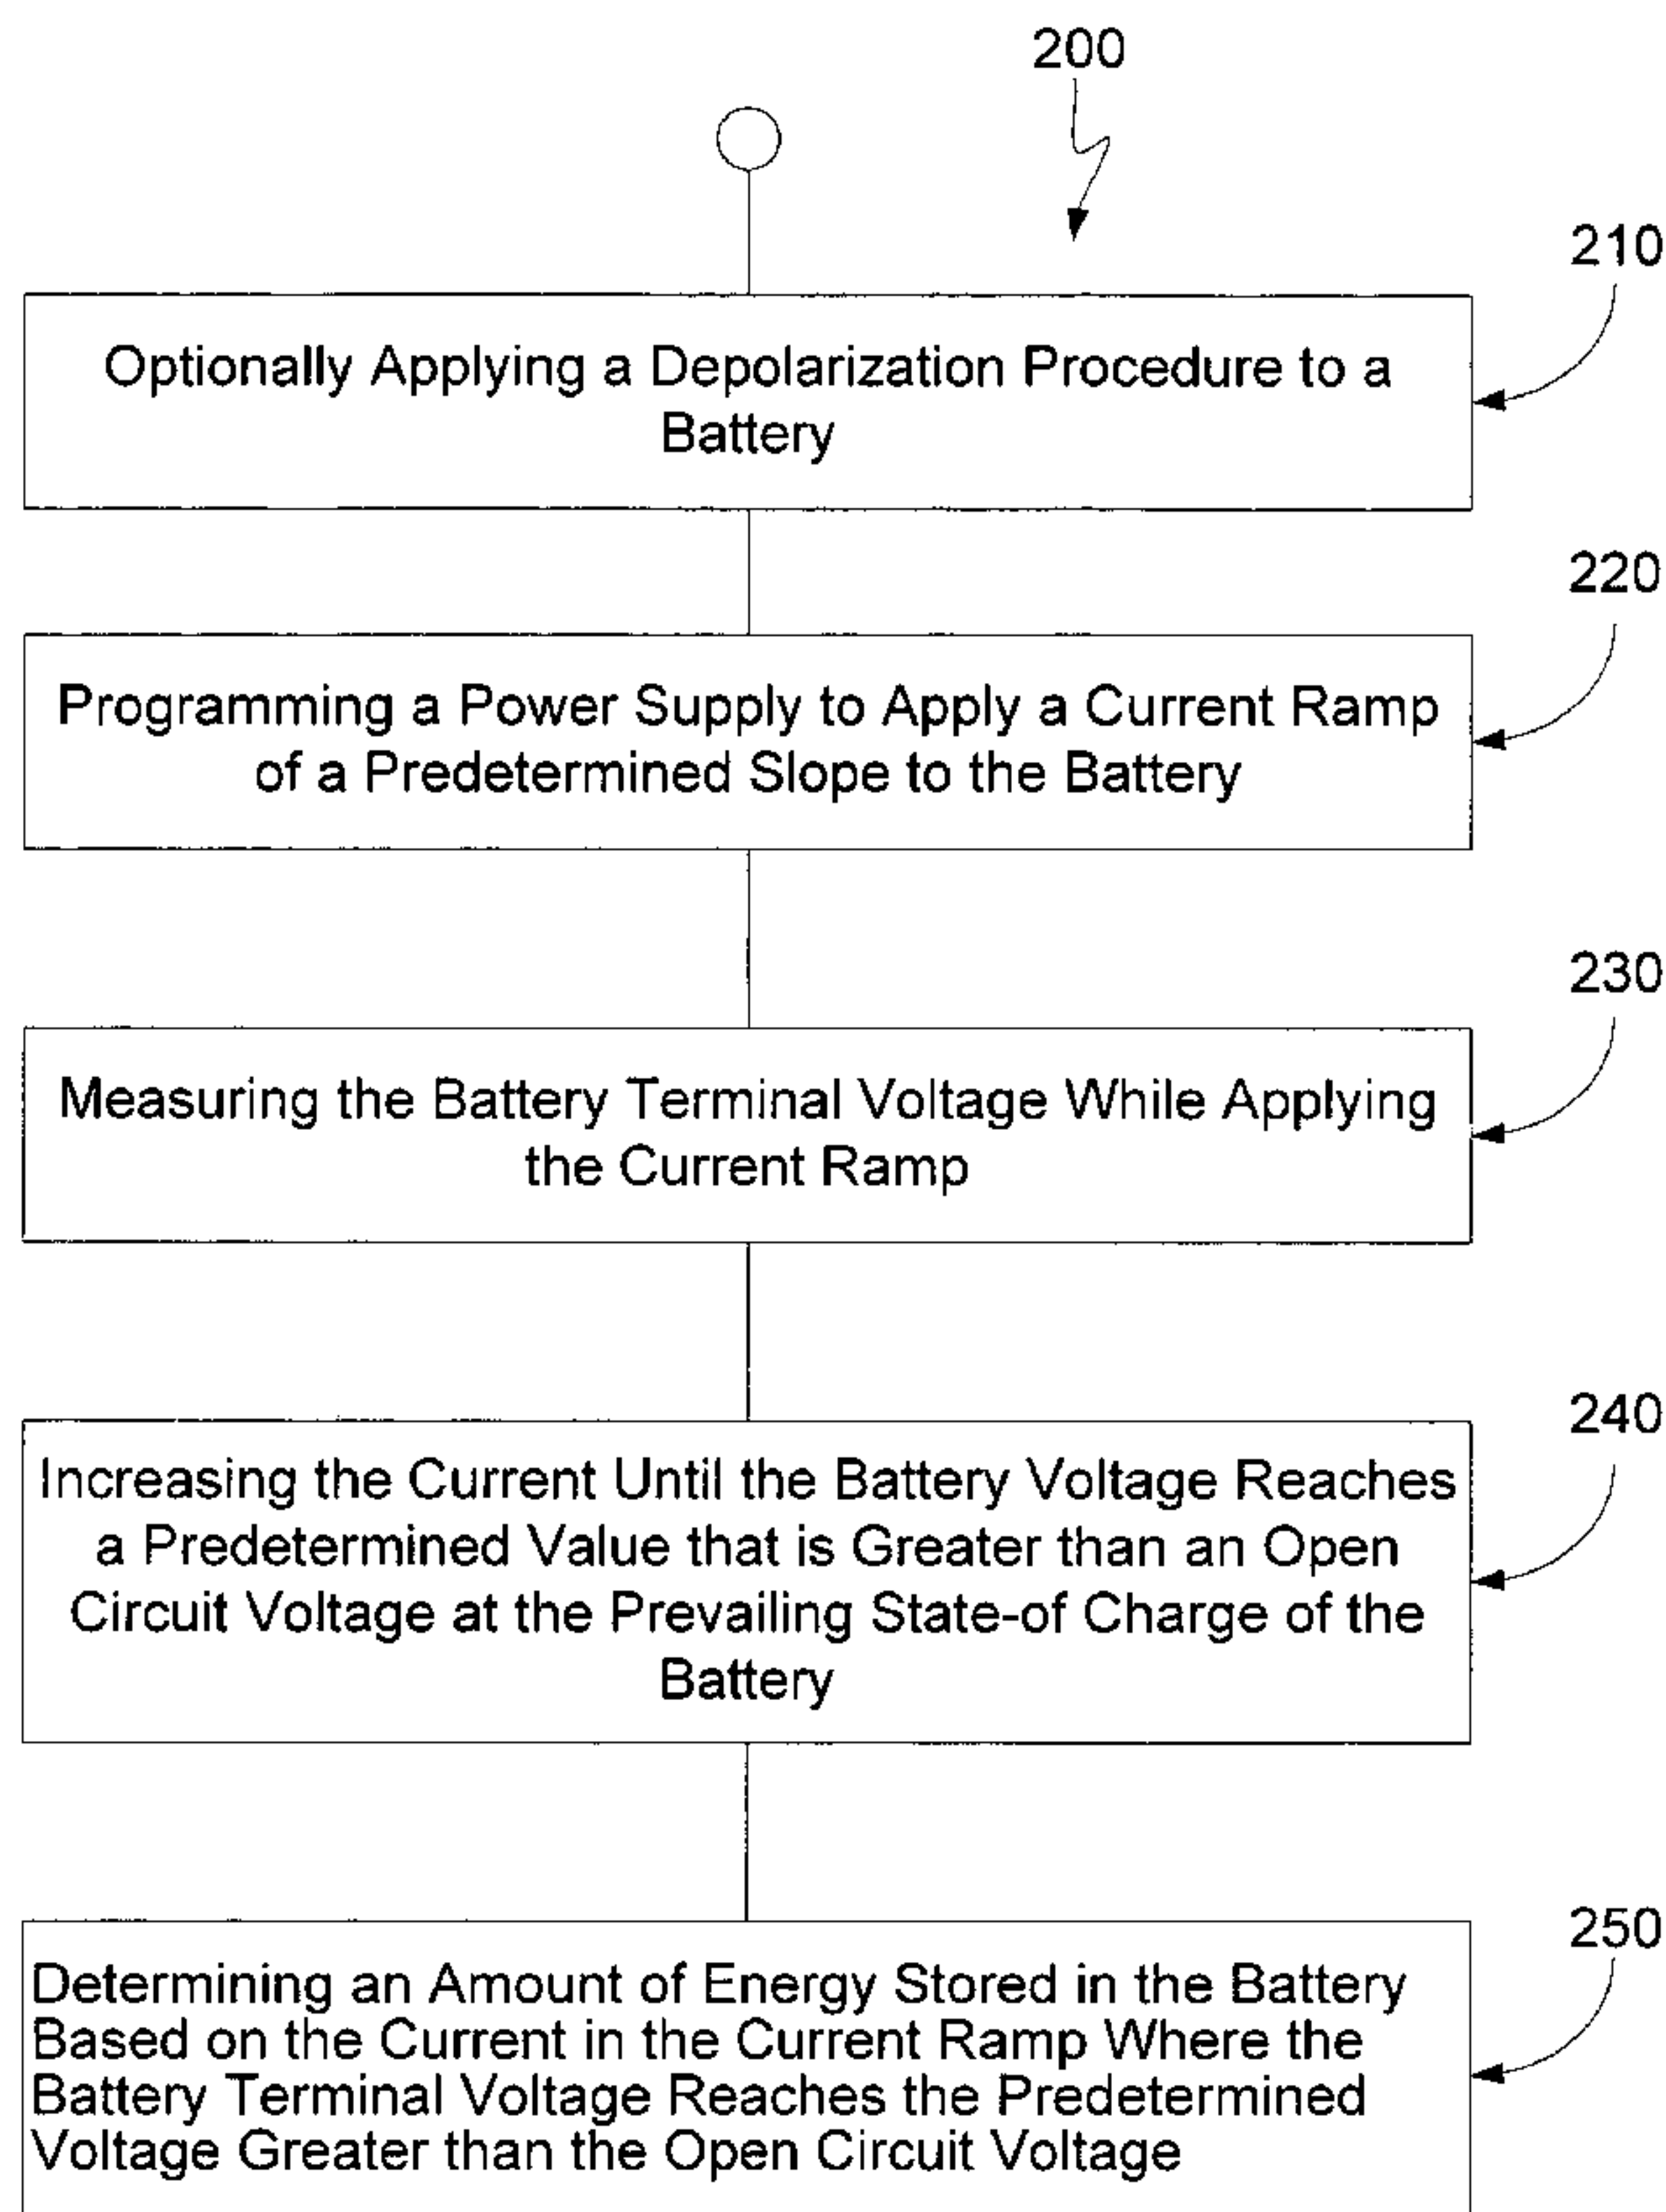 200
210
Optionally Applying a Depolarization Procedure to a
Battery
220
Programming a Power Supply to Apply a Current Ramp
of a Predetermined Slope to the Battery
230
Measuring the Battery Terminal Voltage While Applying
the Current Ramp
240
Increasing the Current Until the Battery Voltage Reaches
a Predetermined Value that is Greater than an Open
Circuit Voltage at the Prevailing State-of Charge of the
Battery
250
Determining an Amount of Energy Stored in the Battery
Based on the Current in the Current Ramp Where the
Battery Terminal Voltage Reaches the Predetermined
Voltage Greater than the Open Circuit Voltage